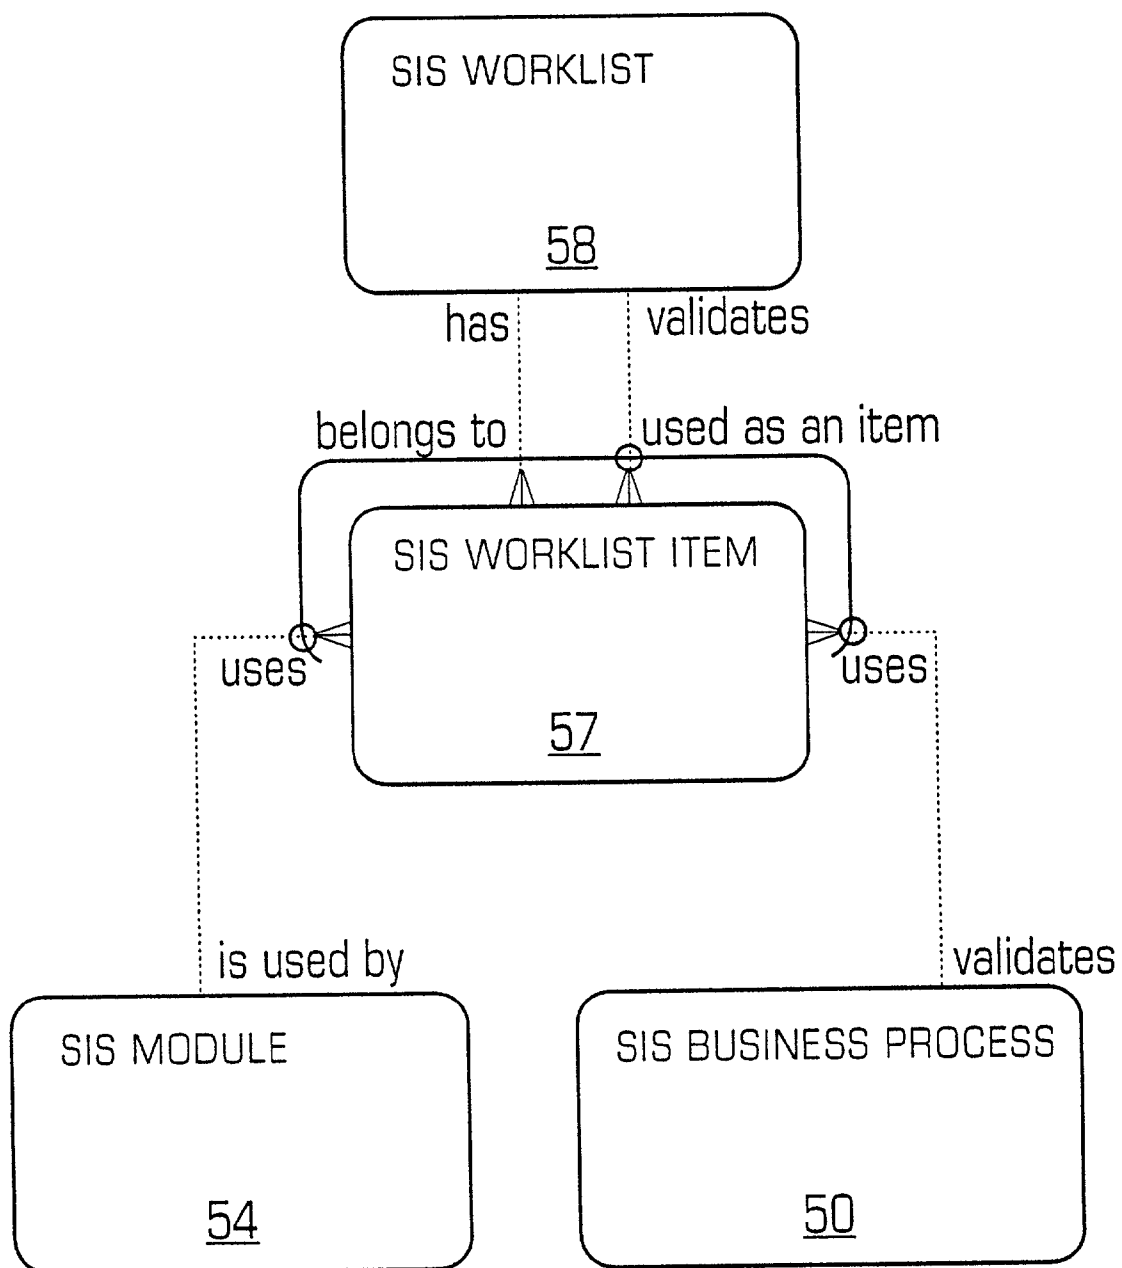 SIS WORKLIST
58
has
validates
belongs to
used as an item
SIS WORKLIST ITEM
uses
uses
57
is used by
validates
SIS MODULE
SIS BUSINESS PROCESS
54
50